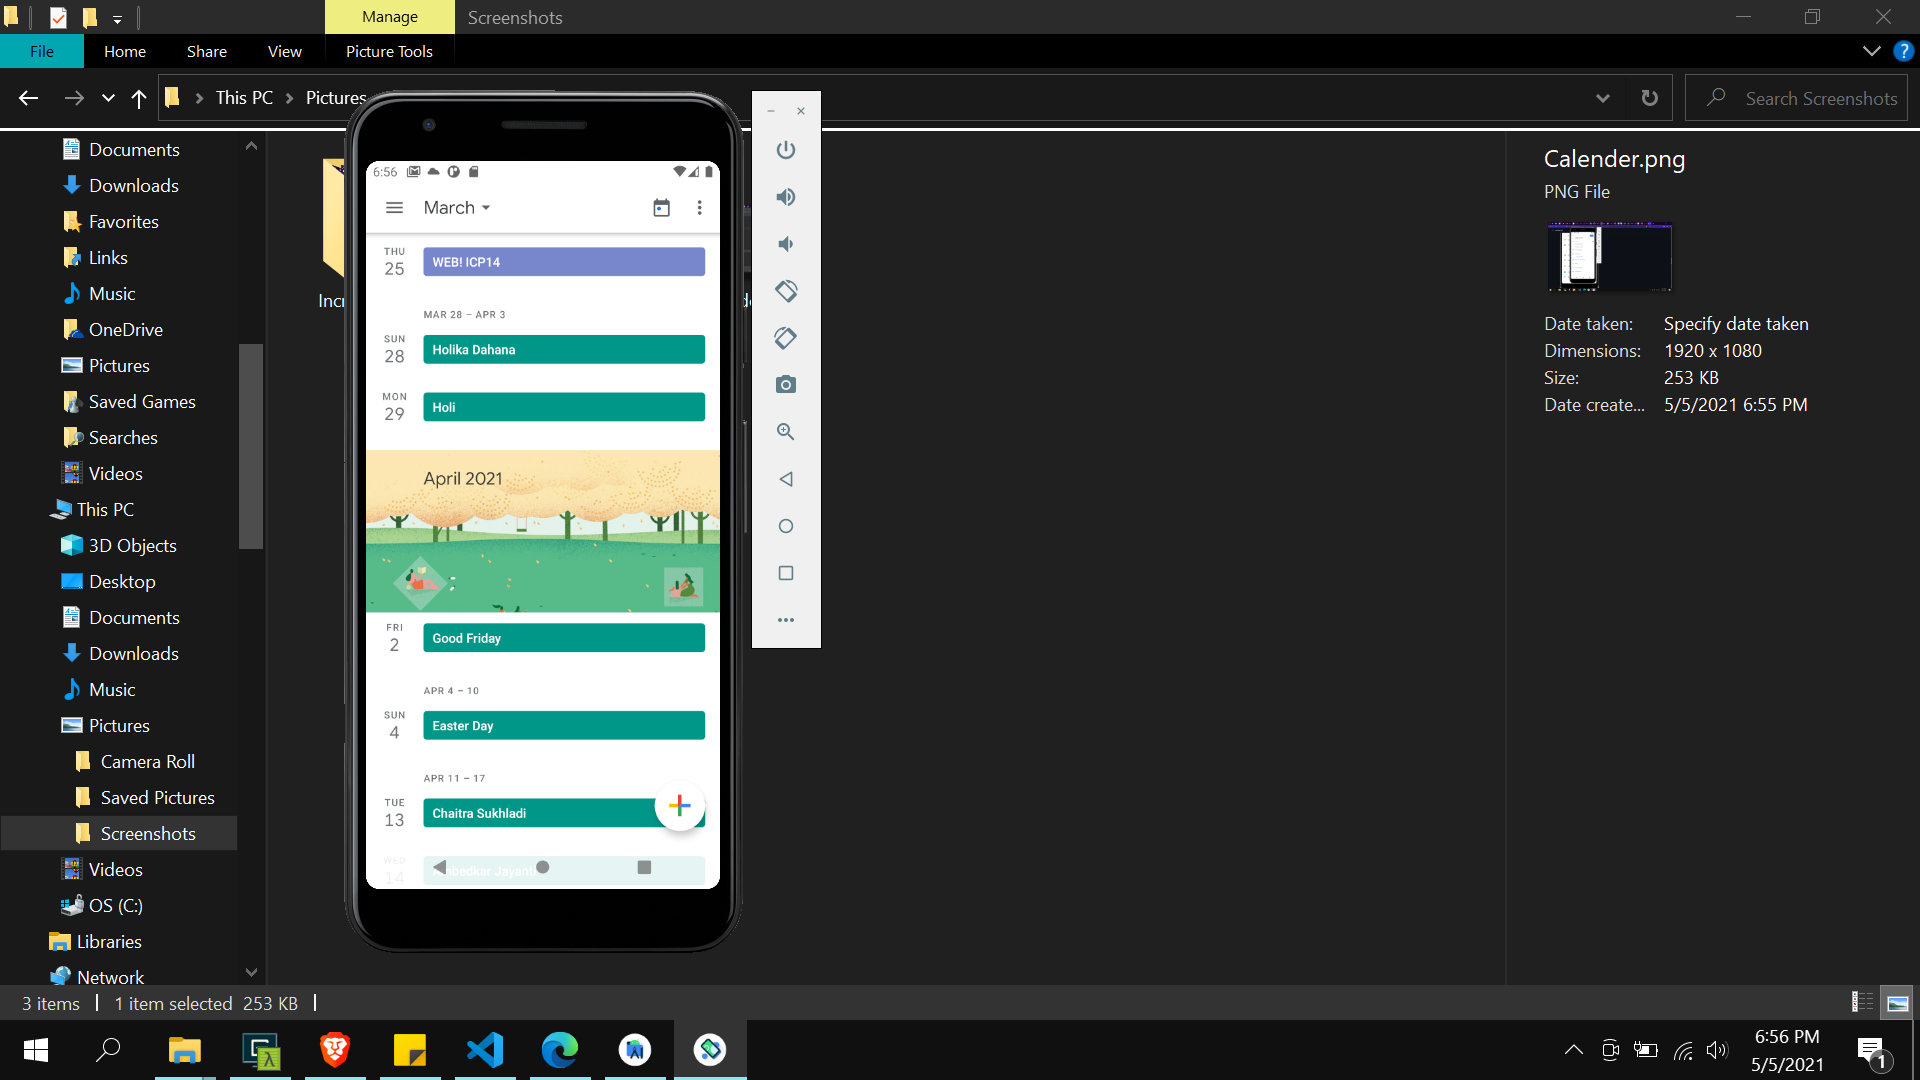 Manage
Screenshots
File
Home
Share
View
Picture Tools
This PC
Pictures
Search Screenshots
Documents
Downloads
Favorites
Links
Music
OneDrive
Pictures
Saved Games
Searches
Videos
This PC
3D Objects
Desktop
Documents
Downloads
Music
Pictures
Camera Roll
Saved Pictures
Screenshots
Videos
OS (C:)
Libraries
Network
Incr
6:56
March
THU
25
WEB! ICP14
MAR 28 – APR 3
SUN
28
Holika Dahana
MON
29
Holi
April 2021
FRI
2
Good Friday
APR 4 – 10
SUN
4
Easter Day
APR 11 – 17
TUE
13
Chaitra Sukhladi
WED
14
Ambedkar Jayanti
Calender.png
PNG File
Date taken: Specify date taken
Dimensions: 1920 x 1080
Size: 253 KB
Date create... 5/5/2021 6:55 PM
3 items
1 item selected 253 KB
6:56 PM
5/5/2021
1